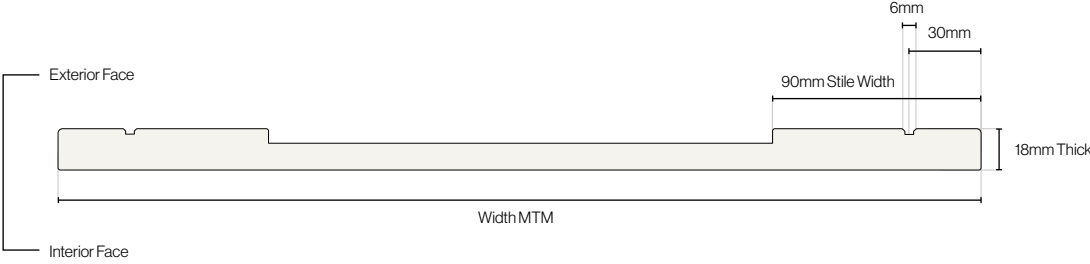 6mm
30mm
Exterior Face
90mm Stile Width
18mm Thick
Width MTM
Interior Face